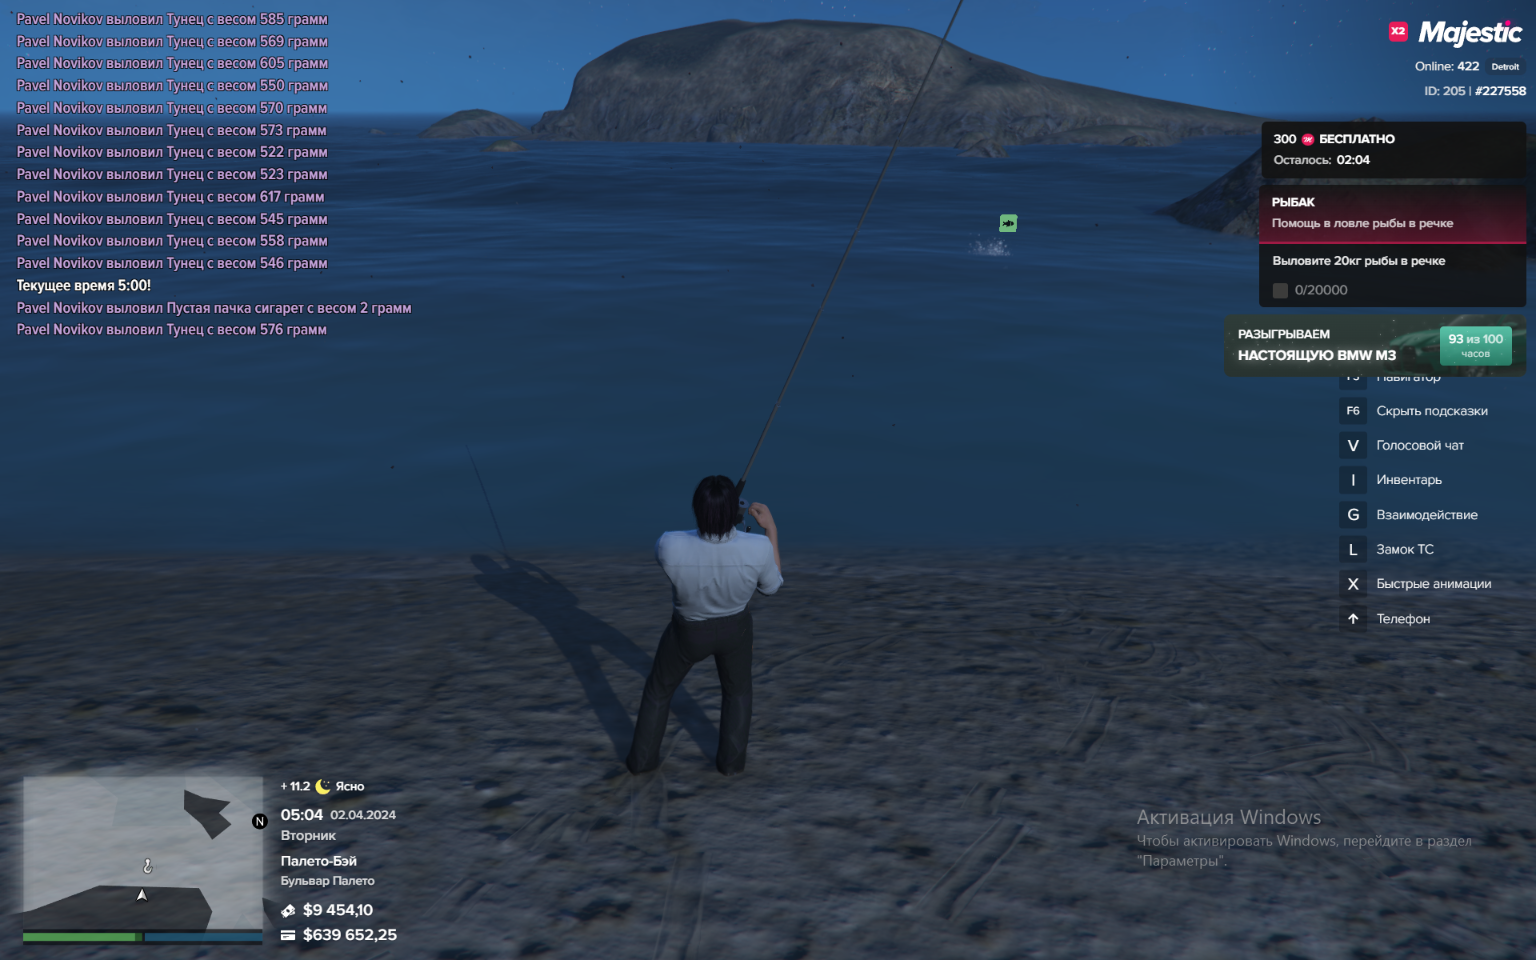 Pavel Novikov выловил Тунец с весом 585 грамм
Pavel Novikov выловил Тунец с весом 569 грамм
Pavel Novikov выловил Тунец с весом 605 грамм
Pavel Novikov выловил Тунец с весом 550 грамм
Pavel Novikov выловил Тунец с весом 570 грамм
Pavel Novikov выловил Тунец с весом 573 грамм
Pavel Novikov выловил Тунец с весом 522 грамм
Pavel Novikov выловил Тунец с весом 523 грамм
Pavel Novikov выловил Тунец с весом 617 грамм
Pavel Novikov выловил Тунец с весом 545 грамм
Pavel Novikov выловил Тунец с весом 558 грамм
Pavel Novikov выловил Тунец с весом 546 грамм
Текущее время 5:00!
Pavel Novikov выловил Пустая пачка сигарет с весом 2 грамм
Pavel Novikov выловил Тунец с весом 576 грамм
X2 Majestic
Online: 422 Detroit
ID: 205 | #227558
300 БЕСПЛАТНО
Осталось: 02:04
РЫБАК
Помощь в ловле рыбы в речке
Выловите 20кг рыбы в речке
0/20000
РАЗЫГРЫВАЕМ
НАСТОЯЩУЮ BMW M3
93 из 100
часов
Навигатор
F6 Скрыть подсказки
V Голосовой чат
I Инвентарь
G Взаимодействие
L Замок ТС
X Быстрые анимации
Телефон
N
+ 11.2 Ясно
05:04 02.04.2024
Вторник
Палето-Бэй
Бульвар Палето
$9 454,10
$639 652,25
Активация Windows
Чтобы активировать Windows, перейдите в раздел
"Параметры".